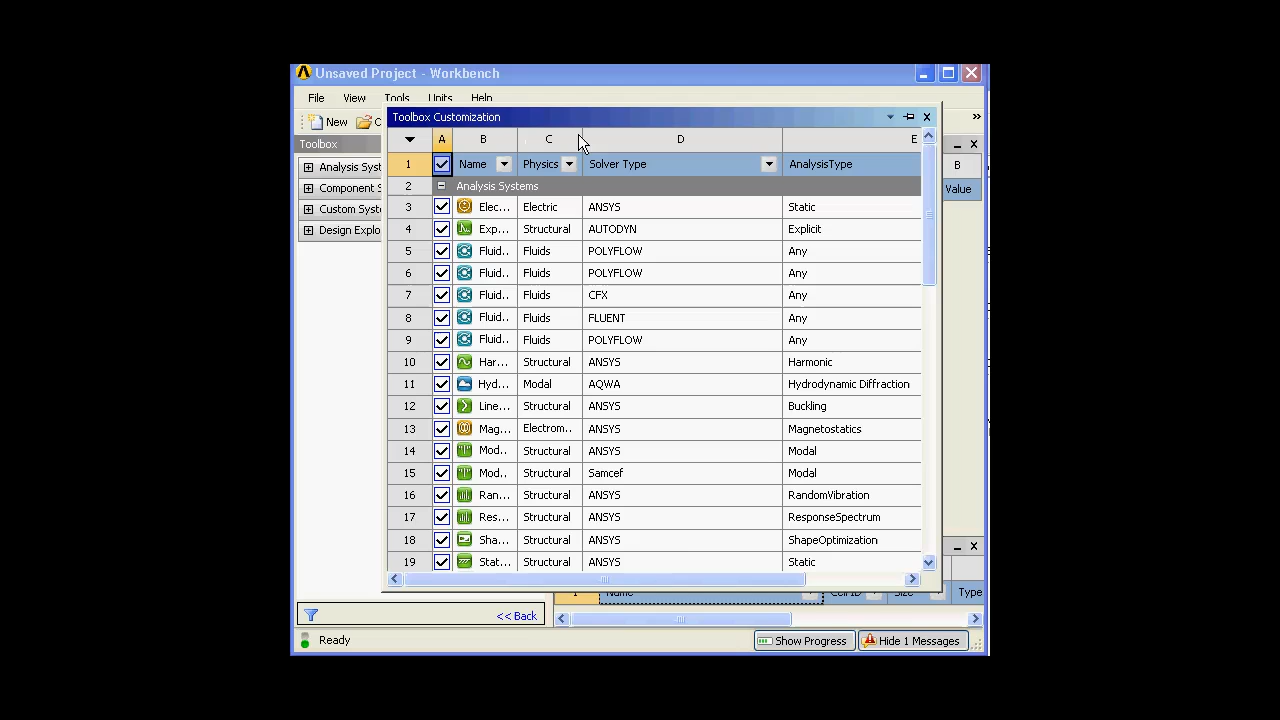 Unsaved Project - Workbench
File View Tools Units Help
New
Toolbox Customization
Toolbox
A B C D E
B
1 Name Physics Solver Type AnalysisType
Value
Analysis Syst
Component S
Custom Syste
Design Explo
2 Analysis Systems
3 Elec... Electric ANSYS Static
4 Exp... Structural AUTODYN Explicit
5 Fluid.. Fluids POLYFLOW Any
6 Fluid.. Fluids POLYFLOW Any
7 Fluid.. Fluids CFX Any
8 Fluid.. Fluids FLUENT Any
9 Fluid.. Fluids POLYFLOW Any
10 Har... Structural ANSYS Harmonic
11 Hyd... Modal AQWA Hydrodynamic Diffraction
12 Line... Structural ANSYS Buckling
13 Mag... Electrom.. ANSYS Magnetostatics
14 Mod.. Structural ANSYS Modal
15 Mod.. Structural Samcef Modal
16 Ran... Structural ANSYS RandomVibration
17 Res... Structural ANSYS ResponseSpectrum
18 Sha... Structural ANSYS ShapeOptimization
19 Stat... Structural ANSYS Static
1 Name Cell ID Size Type
<< Back
Ready
Show Progress Hide 1 Messages